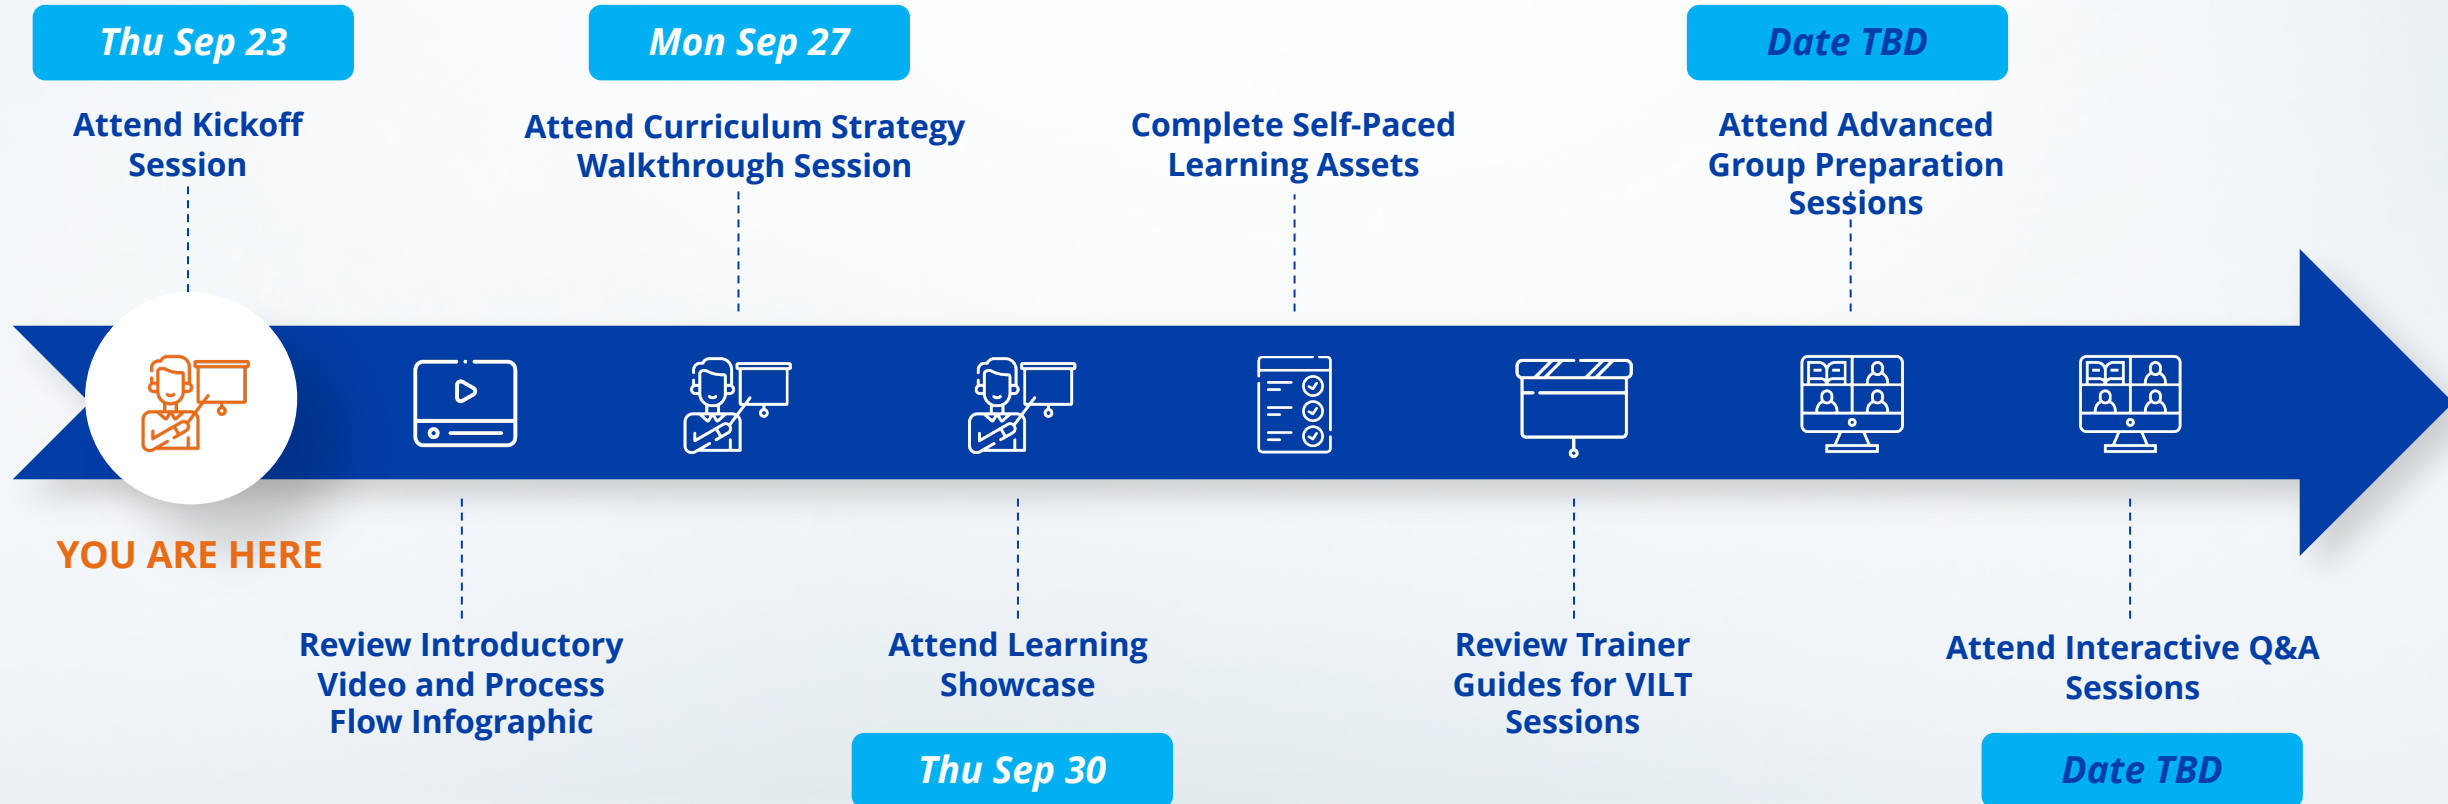 Thu Sep 23
Attend Kickoff
Session
YOU ARE HERE
Review Introductory
Video and Process
Flow Infographic
Mon Sep 27
Attend Curriculum Strategy
Walkthrough Session
Attend Learning
Showcase
Thu Sep 30
Complete Self-Paced
Learning Assets
Review Trainer
Guides for VILT
Sessions
Date TBD
Attend Advanced
Group Preparation
Sessions
Attend Interactive Q&A
Sessions
Date TBD